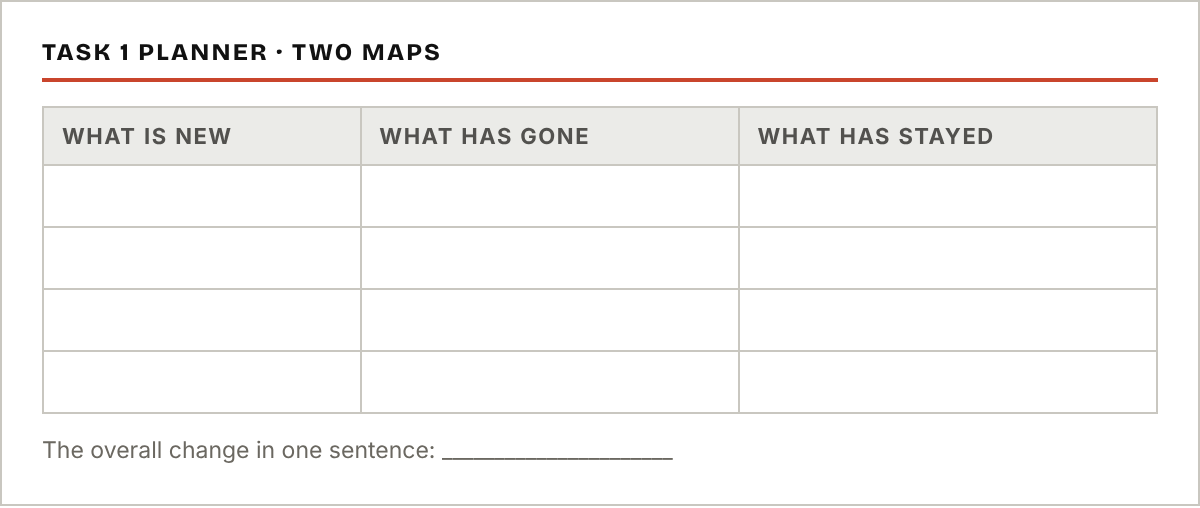 TASK 1 PLANNER · TWO MAPS
WHAT IS NEW
WHAT HAS GONE
WHAT HAS STAYED
The overall change in one sentence: ______________________